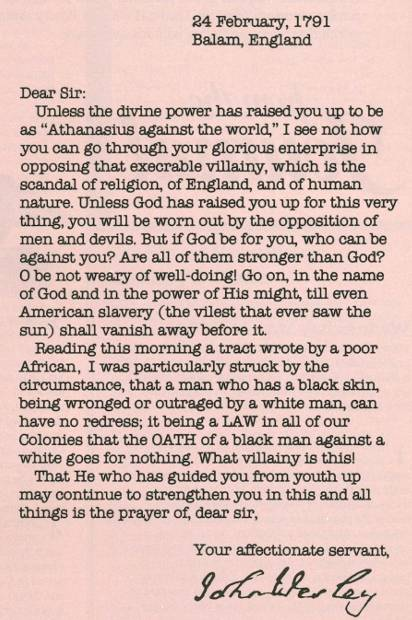 24 February, 1791
Balam, England
Dear Sir:
Unless the divine power has raised you up to be
as “Athanasius against the world,” I see not how
you can go through your glorious enterprise in
opposing that execrable villainy, which is the
scandal of religion, of England, and of human
nature. Unless God has raised you up for this very
thing, you will be worn out by the opposition of
men and devils. But if God be for you, who can be
against you? Are all of them stronger than God?
O be not weary of well-doing! Go on, in the name
of God and in the power of His might, till even
American slavery (the vilest that ever saw the
sun) shall vanish away before it.
Reading this morning a tract wrote by a poor
African, I was particularly struck by the
circumstance, that a man who has a black skin,
being wronged or outraged by a white man, can
have no redress; it being a LAW in all of our
Colonies that the OATH of a black man against a
white goes for nothing. What villainy is this!
That He who has guided you from youth up
may continue to strengthen you in this and all
things is the prayer of, dear sir,
Your affectionate servant,
John Wesley